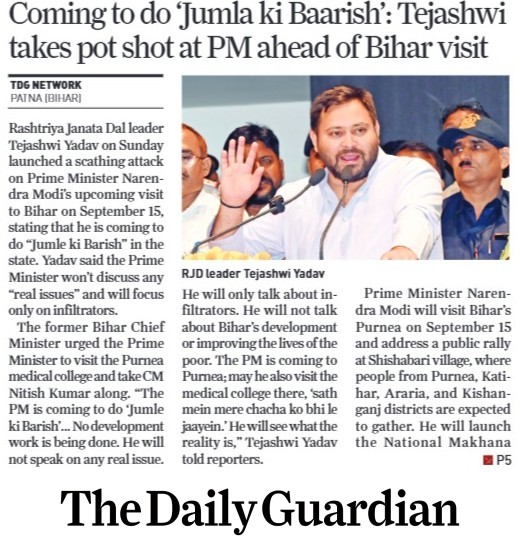 Coming to do ‘Jumla ki Baarish’: Tejashwi
takes pot shot at PM ahead of Bihar visit
TDG NETWORK
PATNA [BIHAR]
Rashtriya Janata Dal leader
Tejashwi Yadav on Sunday
launched a scathing attack
on Prime Minister Naren-
dra Modi’s upcoming visit
to Bihar on September 15,
stating that he is coming to
do “Jumle ki Barish” in the
state. Yadav said the Prime
Minister won’t discuss any
“real issues” and will focus
only on infiltrators.
The former Bihar Chief
Minister urged the Prime
Minister to visit the Purnea
medical college and take CM
Nitish Kumar along. “The
PM is coming to do ‘Jumle
ki Barish’... No development
work is being done. He will
not speak on any real issue.
RJD leader Tejashwi Yadav
He will only talk about in-
filtrators. He will not talk
about Bihar’s development
or improving the lives of the
poor. The PM is coming to
Purnea; may he also visit the
medical college there, ‘sath
mein mere chacha ko bhi le
jaayein.’ He will see what the
reality is,” Tejashwi Yadav
told reporters.
Prime Minister Naren-
dra Modi will visit Bihar’s
Purnea on September 15
and address a public rally
at Shishabari village, where
people from Purnea, Kati-
har, Araria, and Kishan-
ganj districts are expected
to gather. He will launch
the National Makhana
P5
The Daily Guardian